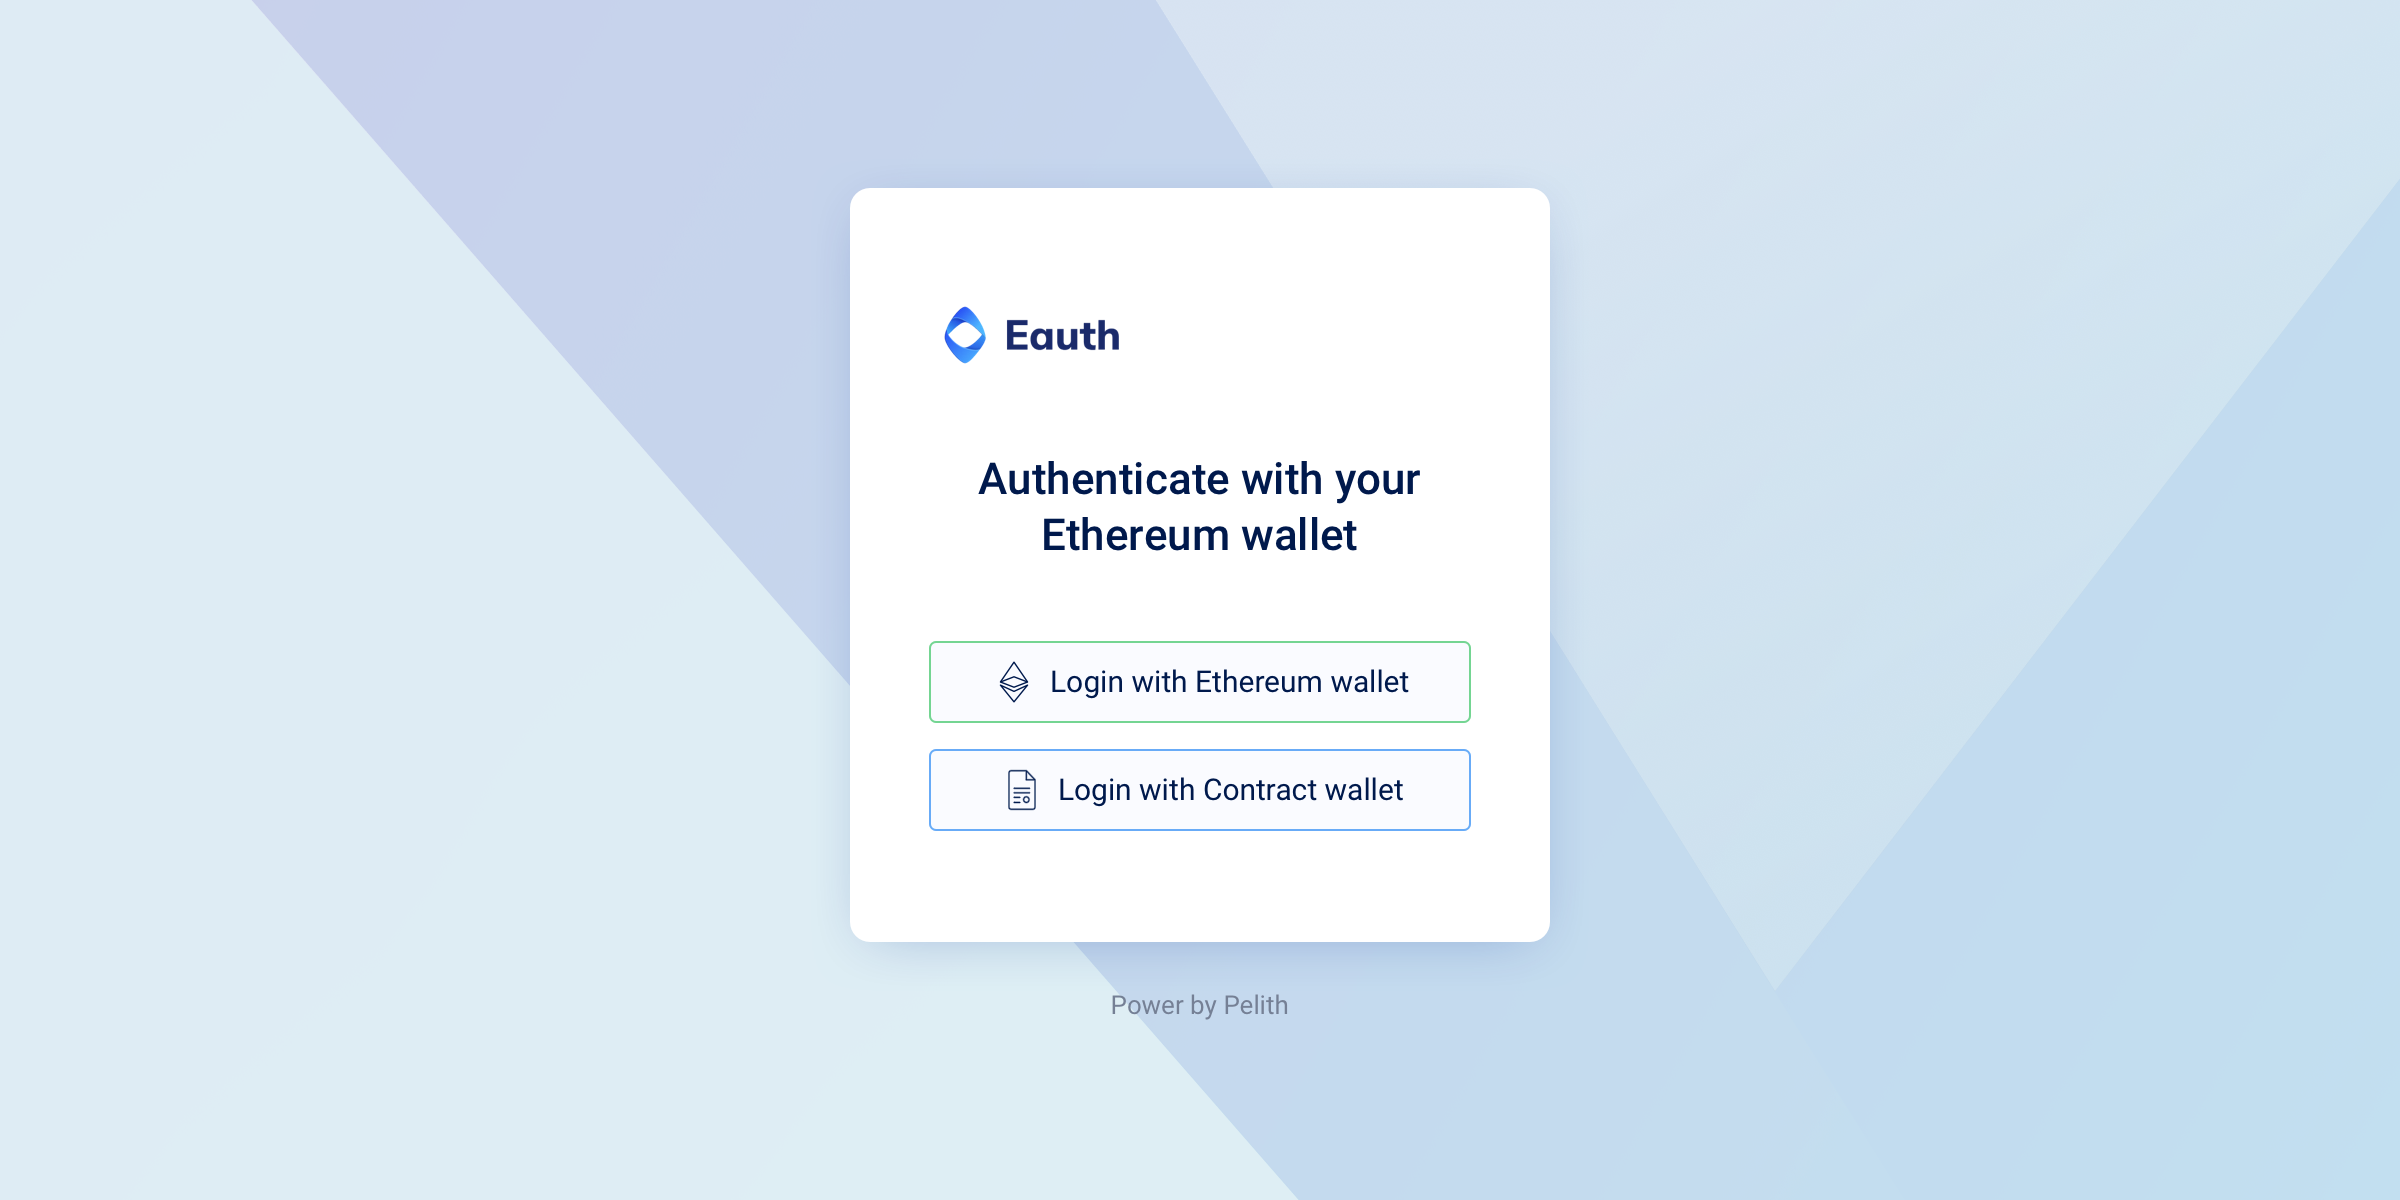 Eauth
Authenticate with your
Ethereum wallet
Login with Ethereum wallet
Login with Contract wallet
Power by Pelith